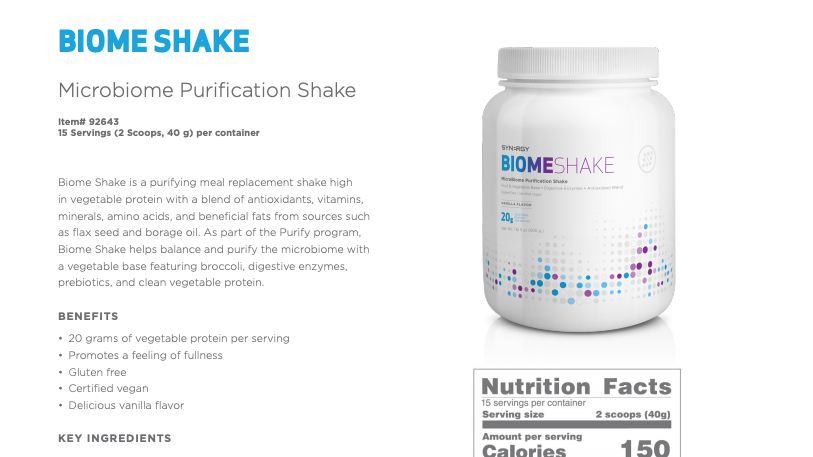 BIOME SHAKE
Microbiome Purification Shake
Item# 92643
15 Servings (2 Scoops, 40 g) per container
Biome Shake is a purifying meal replacement shake high
in vegetable protein with a blend of antioxidants, vitamins,
minerals, amino acids, and beneficial fats from sources such
as flax seed and borage oil. As part of the Purify program,
Biome Shake helps balance and purify the microbiome with
a vegetable base featuring broccoli, digestive enzymes,
prebiotics, and clean vegetable protein.
BENEFITS
• 20 grams of vegetable protein per serving
• Promotes a feeling of fullness
• Gluten free
• Certified vegan
• Delicious vanilla flavor
KEY INGREDIENTS
SYNERGY
BIOMESHAKE
Microbiome Purification Shake
VANILLA FLAVOR
20g
Nutrition Facts
15 servings per container
Serving size 2 scoops (40g)
Amount per serving
Calories 150